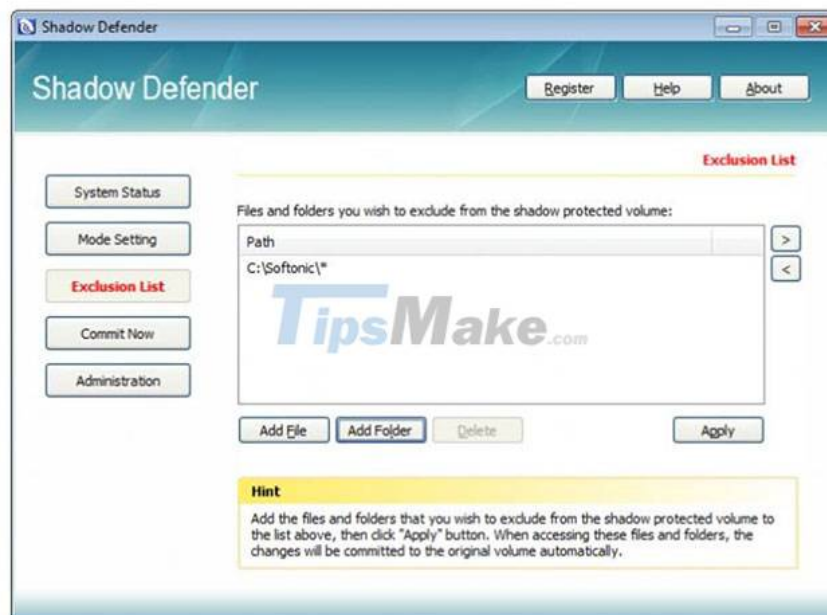 Shadow Defender
Shadow Defender
Register
Help
About
Exclusion List
System Status
Mode Setting
Exclusion List
Commit Now
Administration
Files and folders you wish to exclude from the shadow protected volume:
Path
>
C:\Softonic\*
<
TipsMake.com
Add File
Add Folder
Delete
Apply
Hint
Add the files and folders that you wish to exclude from the shadow protected volume to
the list above, then click "Apply" button. When accessing these files and folders, the
changes will be committed to the original volume automatically.